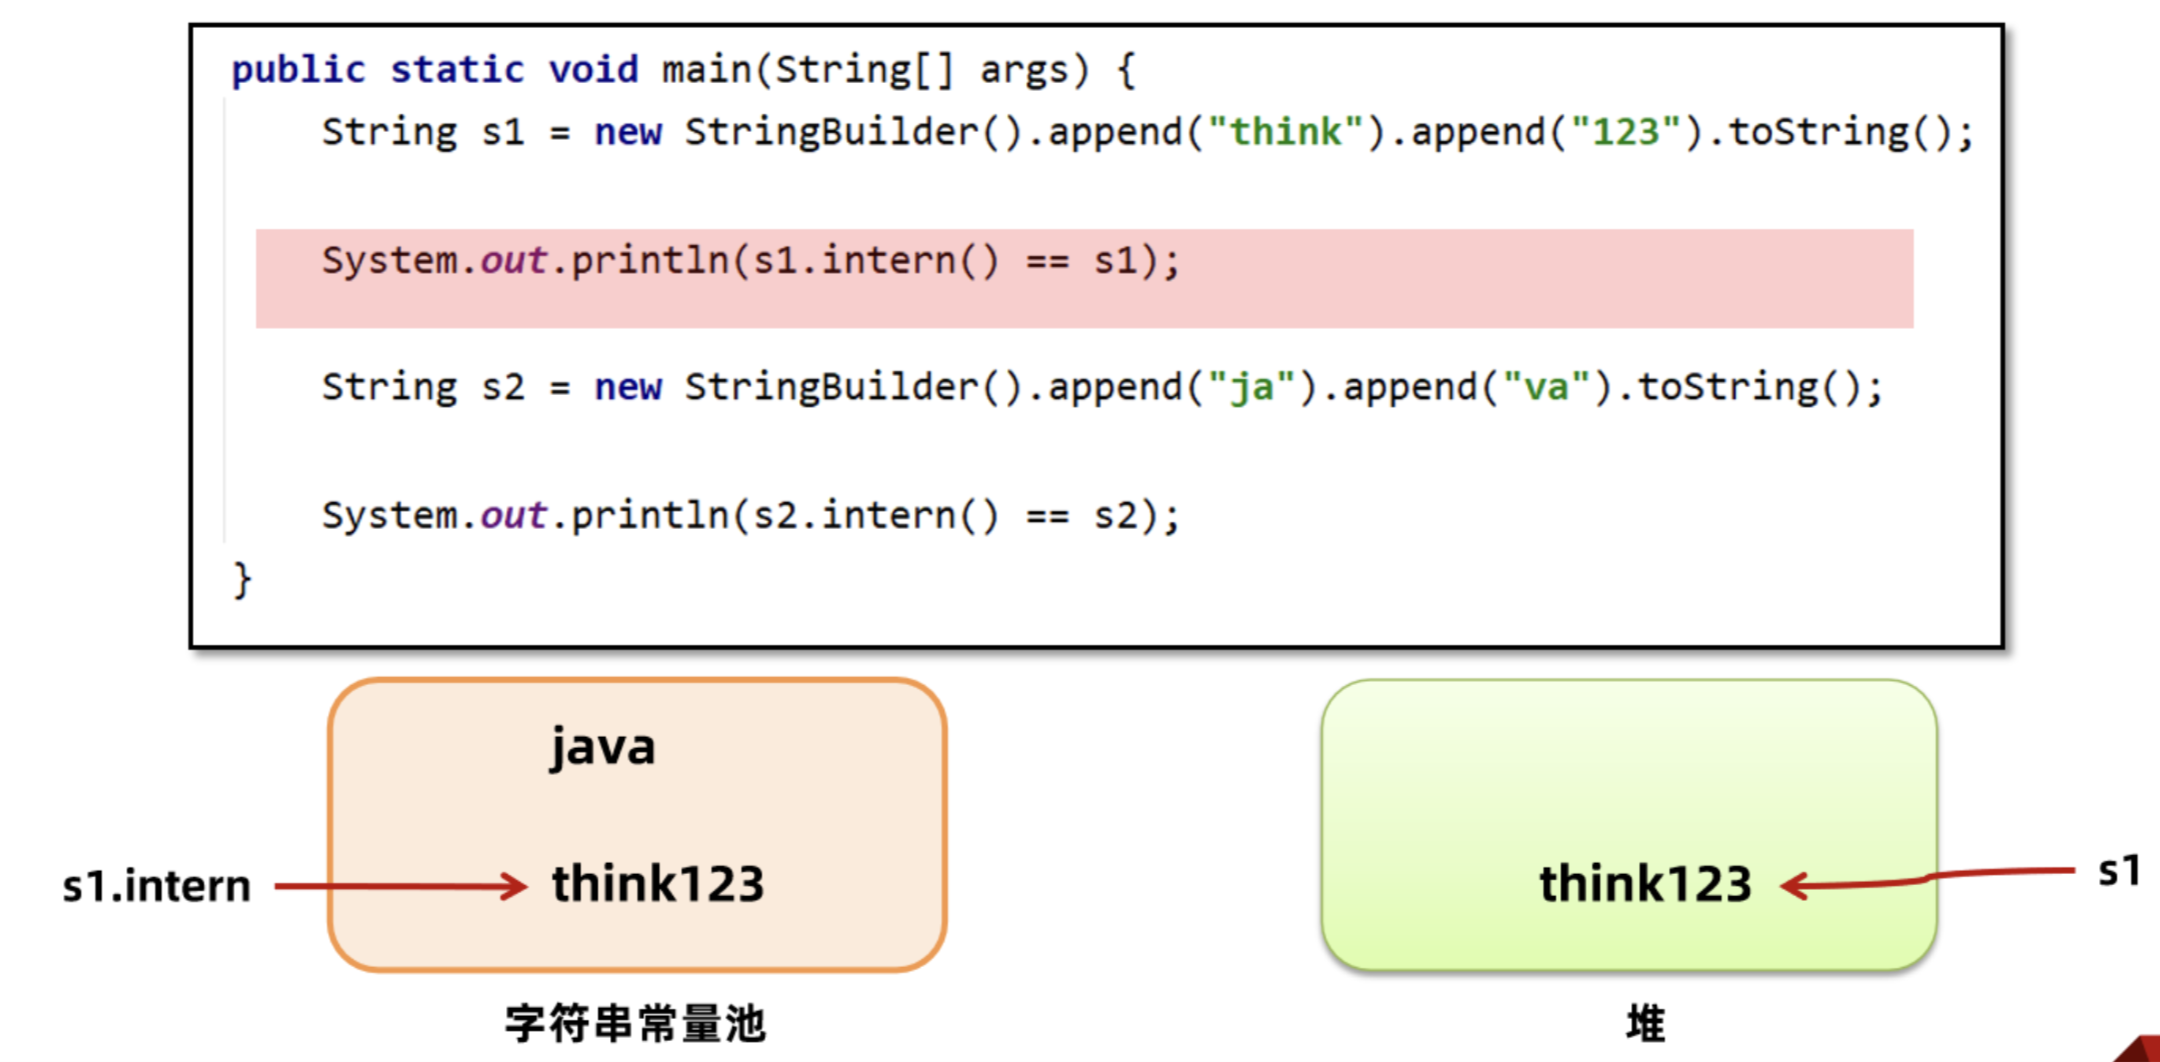 public static void main(String[] args) {
String s1 = new StringBuilder().append("think").append("123").toString();
System.out.println(s1.intern() == s1);
String s2 = new StringBuilder().append("ja").append("va").toString();
System.out.println(s2.intern() == s2);
}
java
s1.intern
think123
think123
s1
字符串常量池
堆